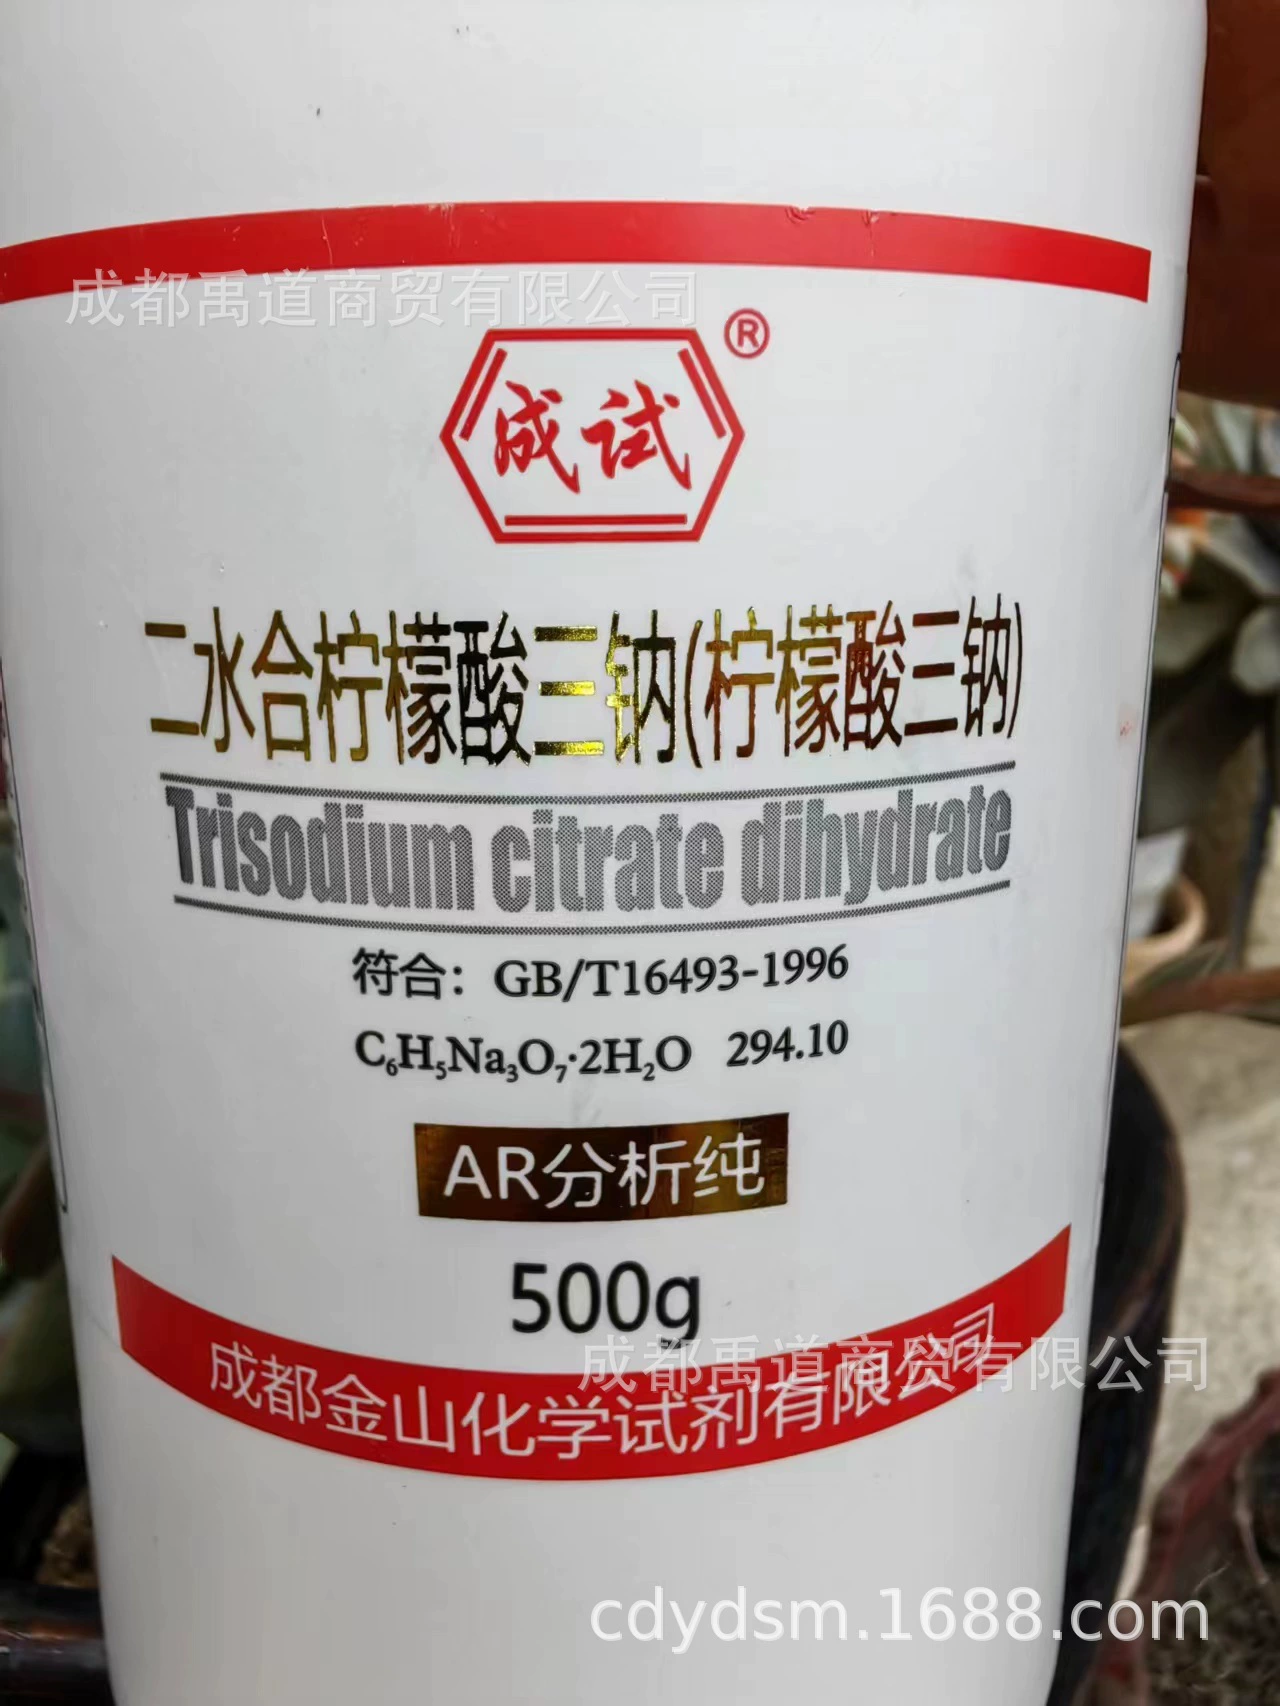 成都禹道商贸有限公司
®
成试
二水合柠檬酸三钠(柠檬酸三钠)
Trisodium citrate dihydrate
符合：GB/T16493-1996
C₆H₅Na₃O₇·2H₂O 294.10
AR分析纯
500g
成都禹道商贸有限公司
成都金山化学试剂有限公司
cdydsm.1688.com